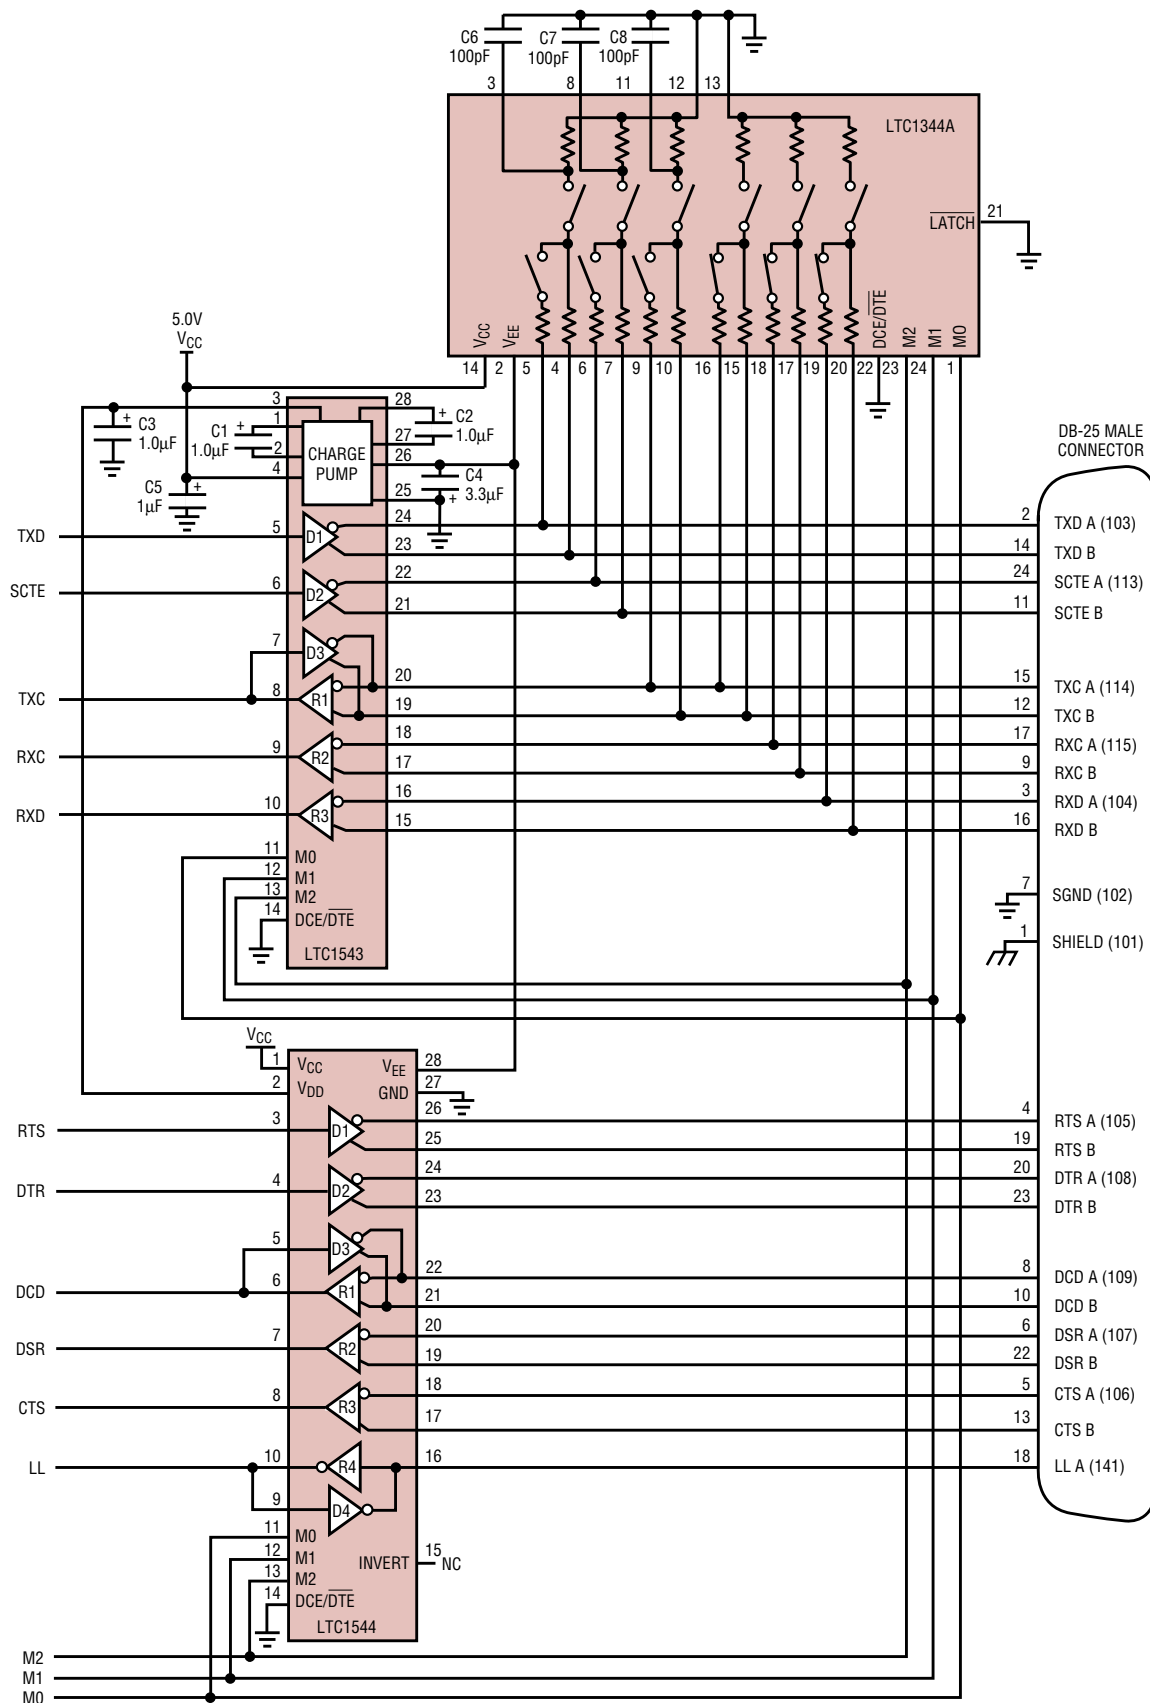 C6
100pF
C7
100pF
C8
100pF
3
8
11
12
13
LTC1344A
LATCH
21
5.0V
VCC
VCC
VEE
DCE/DTE
M2
M1
M0
14
2
5
4
6
7
9
10
16
15
18
17
19
20
22
23
24
1
3
28
C3
1.0µF
C1
1.0µF
1
2
4
CHARGE
PUMP
27
26
25
C2
1.0µF
C4
3.3µF
C5
1µF
+
+
+
+
+
DB-25 MALE
CONNECTOR
TXD
5
D1
24
23
2
TXD A (103)
14
TXD B
SCTE
6
D2
22
21
24
SCTE A (113)
11
SCTE B
7
D3
TXC
8
R1
20
19
15
TXC A (114)
12
TXC B
RXC
9
R2
18
17
17
RXC A (115)
9
RXC B
RXD
10
R3
16
15
3
RXD A (104)
16
RXD B
11
M0
12
M1
13
M2
14
DCE/DTE
LTC1543
7
SGND (102)
1
SHIELD (101)
VCC
1
VCC
VEE
28
2
VDD
GND
27
RTS
3
D1
26
25
4
RTS A (105)
19
RTS B
DTR
4
D2
24
23
20
DTR A (108)
23
DTR B
5
D3
DCD
6
R1
22
21
8
DCD A (109)
10
DCD B
DSR
7
R2
20
19
6
DSR A (107)
22
DSR B
CTS
8
R3
18
17
5
CTS A (106)
13
CTS B
LL
10
R4
16
18
LL A (141)
9
D4
11
M0
12
M1
13
M2
14
DCE/DTE
INVERT
15
NC
LTC1544
M2
M1
M0